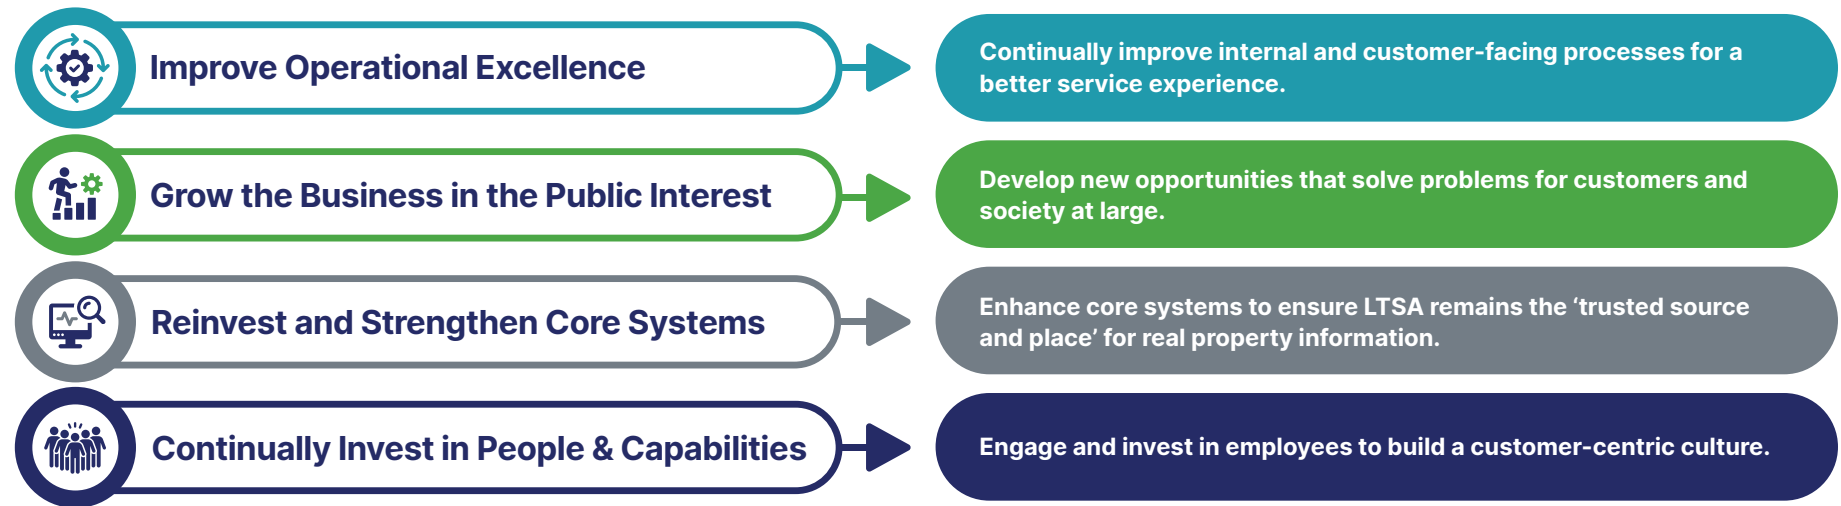 Improve Operational Excellence
Continually improve internal and customer-facing processes for a
better service experience.
Grow the Business in the Public Interest
Develop new opportunities that solve problems for customers and
society at large.
Reinvest and Strengthen Core Systems
Enhance core systems to ensure LTSA remains the ‘trusted source
and place’ for real property information.
Continually Invest in People & Capabilities
Engage and invest in employees to build a customer-centric culture.